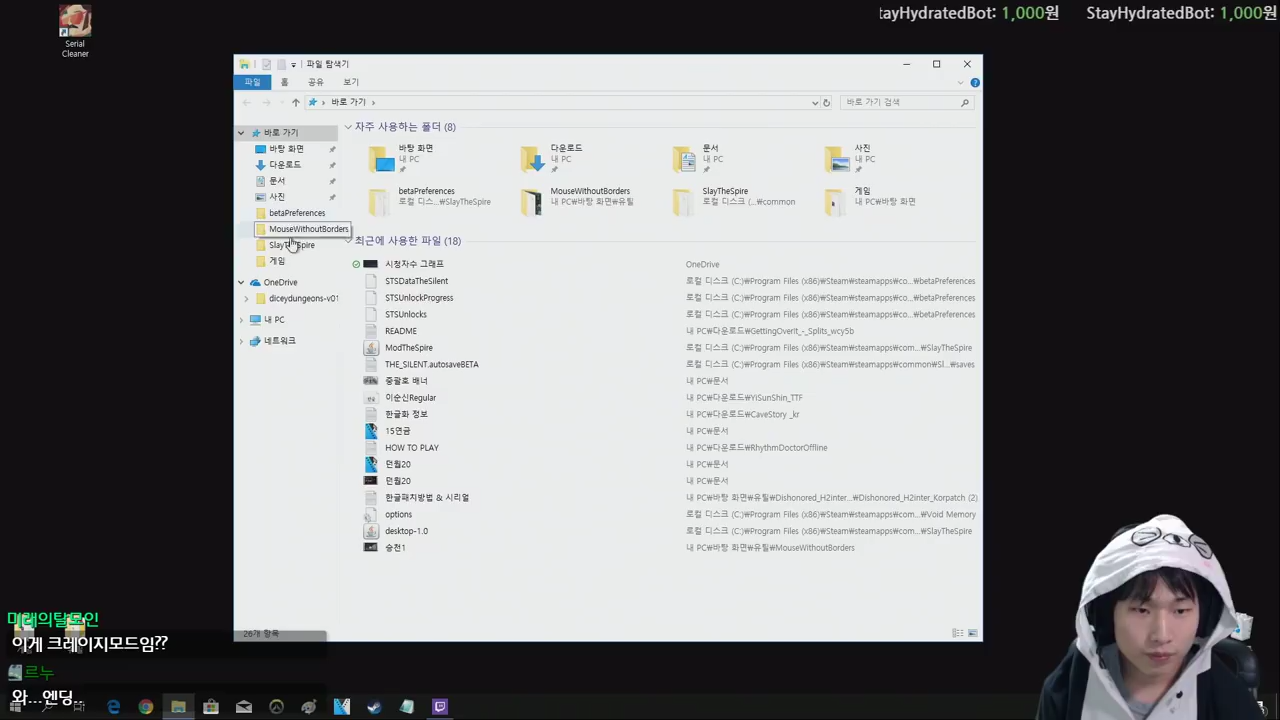 tayHydratedBot: 1,000원 StayHydratedBot: 1,000원
Serial
Cleaner
파일 탐색기
파일 홈 공유 보기
바로 가기
바로 가기 검색
바로 가기
바탕 화면
다운로드
문서
사진
betaPreferences
MouseWithoutBorders
SlayTheSpire
게임
OneDrive
diceydungeons-v01
내 PC
네트워크
자주 사용하는 폴더 (8)
바탕 화면
내 PC
다운로드
내 PC
문서
내 PC
사진
내 PC
betaPreferences
로컬 디스크 (C...₩SlayTheSpire
MouseWithoutBorders
내 PC₩바탕 화면₩유틸
SlayTheSpire
로컬 디스크 (...₩common
게임
내 PC₩바탕 화면
최근에 사용한 파일 (18)
시청자수 그래프 OneDrive
STSDataTheSilent 로컬 디스크 (C:)₩Program Files (x86)₩Steam₩steamapps₩co...₩betaPreferences
STSUnlockProgress 로컬 디스크 (C:)₩Program Files (x86)₩Steam₩steamapps₩co...₩betaPreferences
STSUnlocks 로컬 디스크 (C:)₩Program Files (x86)₩Steam₩steamapps₩co...₩betaPreferences
README 내 PC₩다운로드₩GettingOverIt_-_Splits_wcy5b
ModTheSpire 로컬 디스크 (C:)₩Program Files (x86)₩Steam₩steamapps₩com...₩SlayTheSpire
THE_SILENT.autosaveBETA 로컬 디스크 (C:)₩Program Files (x86)₩Steam₩steamapps₩common₩Sl...₩saves
중괄호 배너 내 PC₩문서
이순신Regular 내 PC₩다운로드₩YiSunShin_TTF
한글화 정보 내 PC₩다운로드₩CaveStory _kr
15연금 내 PC₩문서
HOW TO PLAY 내 PC₩다운로드₩RhythmDoctorOffline
던월20 내 PC₩문서
던월20 내 PC₩문서
한글패치방법 & 시리얼 내 PC₩바탕 화면₩유틸₩Dishonored_H2inter...₩Dishonored_H2inter_Korpatch (2)
options 로컬 디스크 (C:)₩Program Files (x86)₩Steam₩steamapps₩com...₩Void Memory
desktop-1.0 로컬 디스크 (C:)₩Program Files (x86)₩Steam₩steamapps₩com...₩SlayTheSpire
승전1 내 PC₩바탕 화면₩유틸₩MouseWithoutBorders
26개 항목
미래의탈모인
이게 크레이지모드임??
르누
와...엔딩..